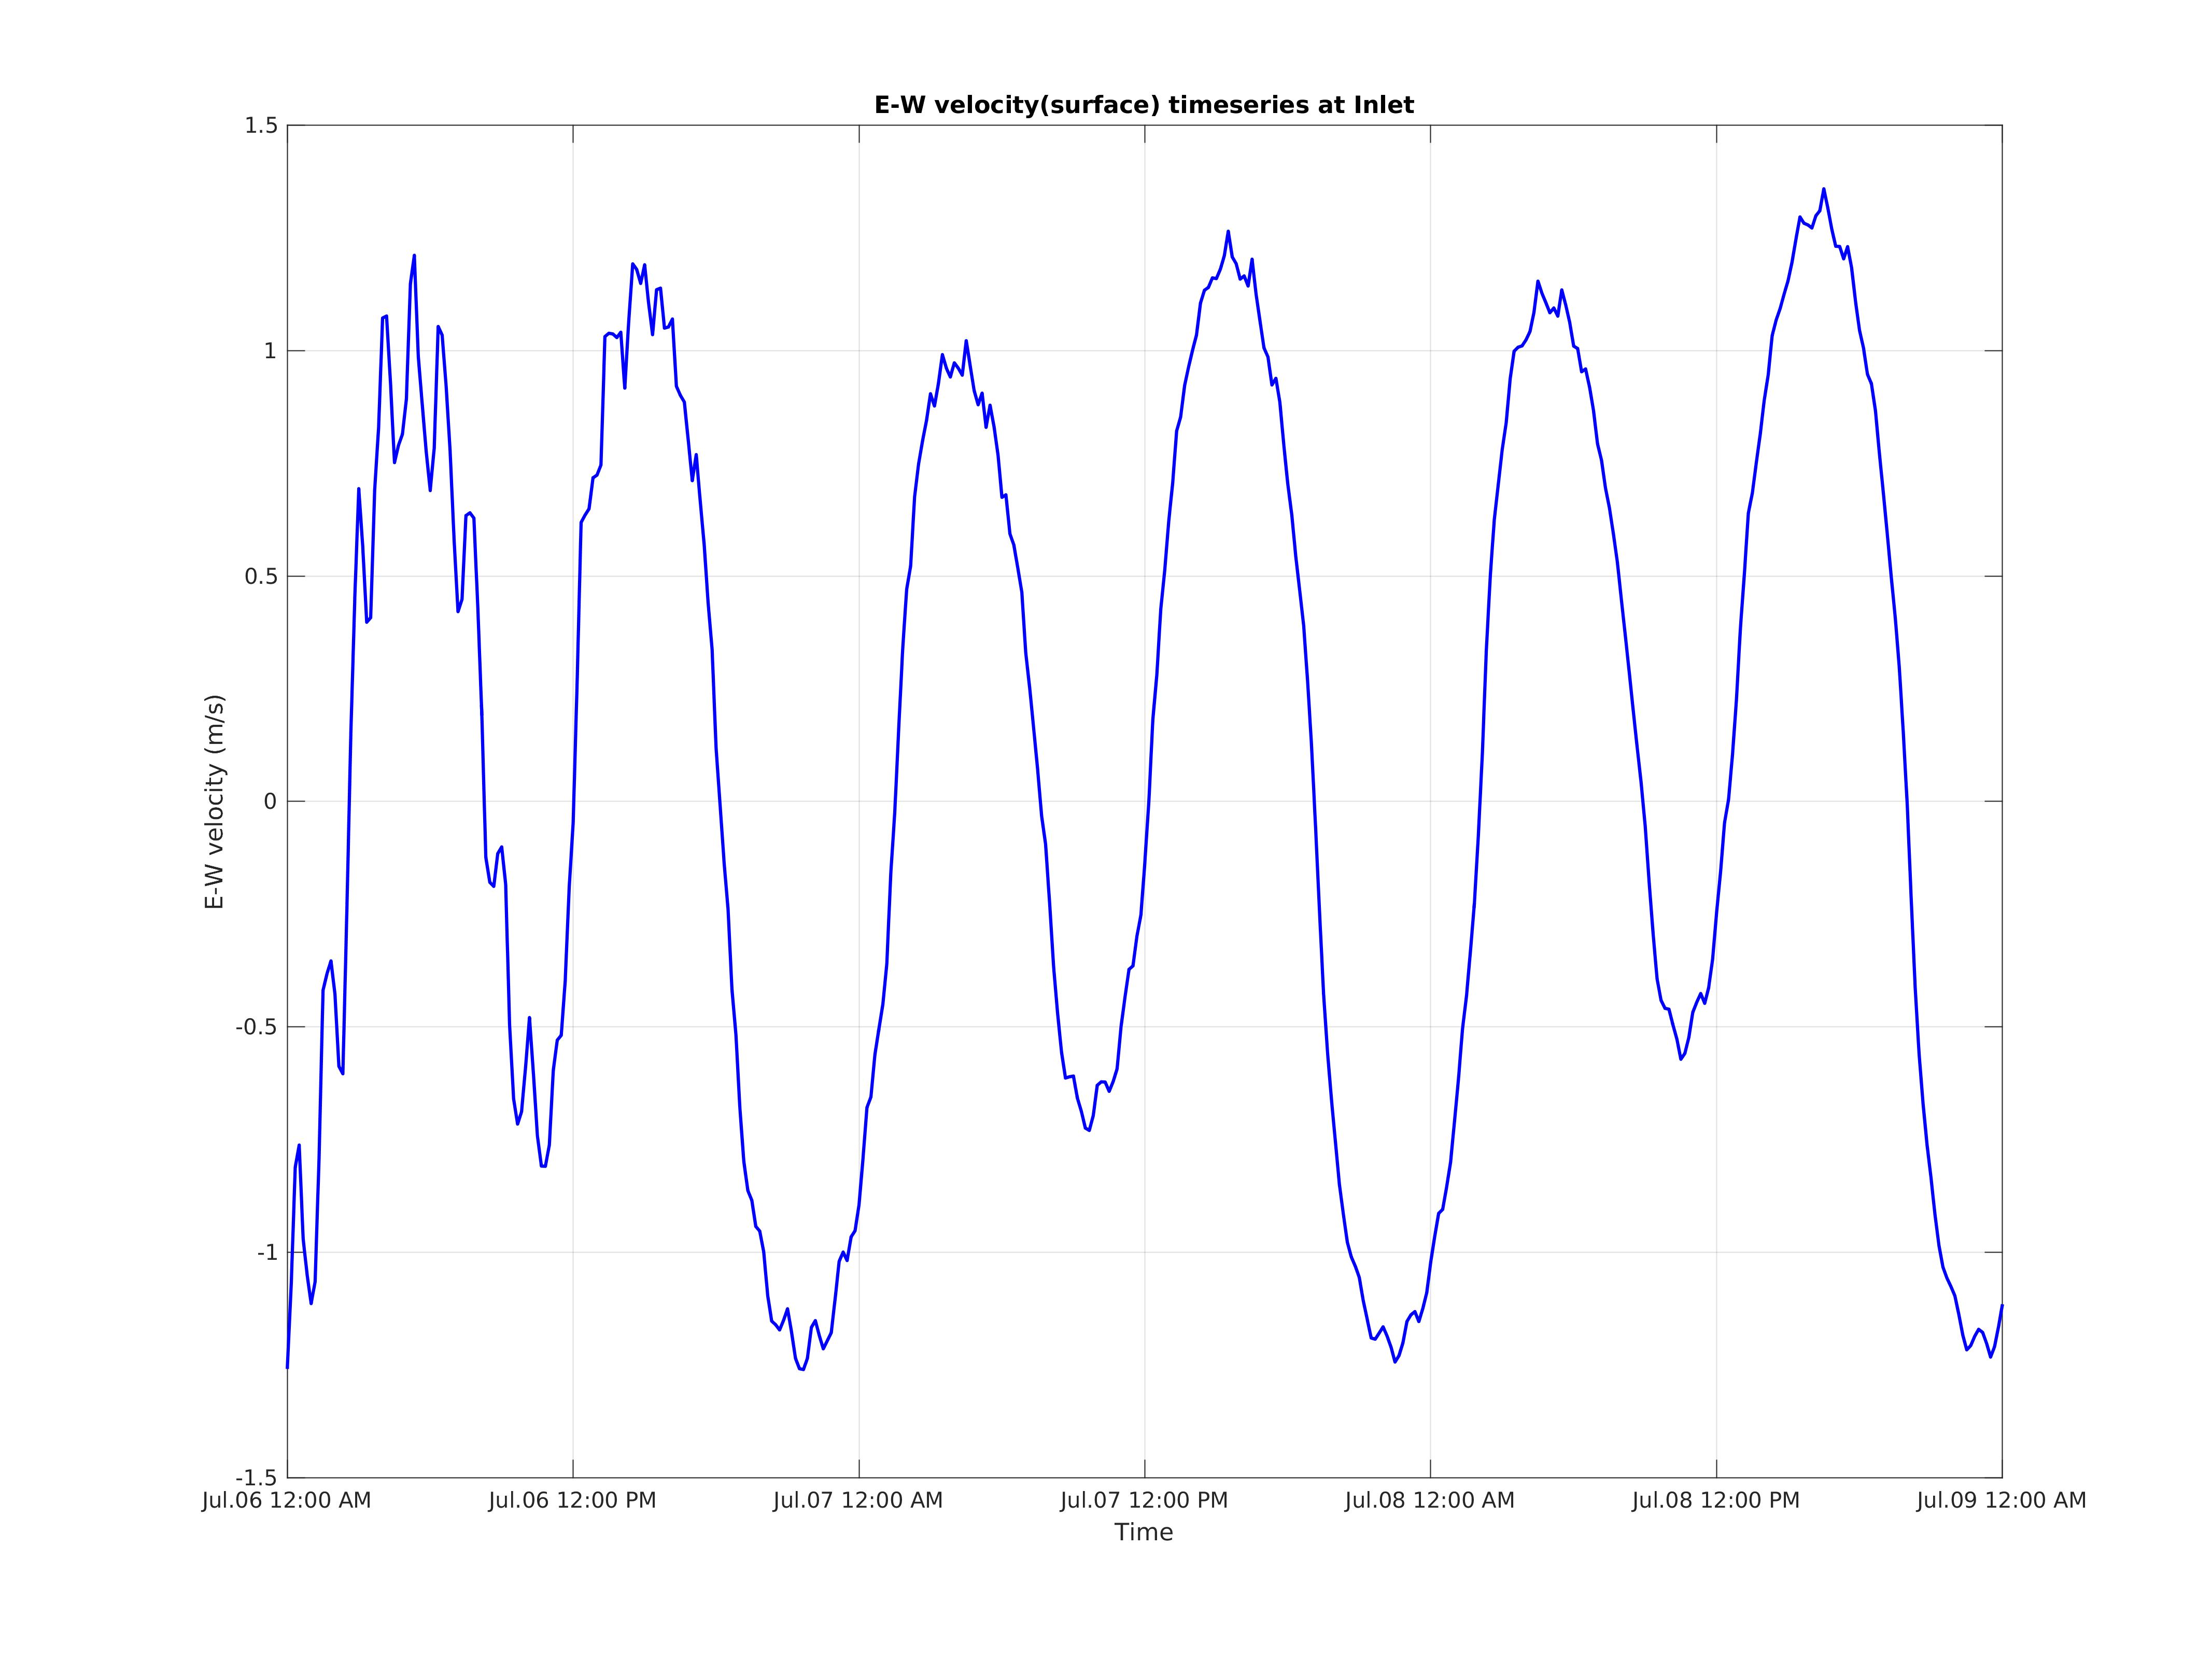 E-W velocity(surface) timeseries at Inlet
1.5
1
0.5
0
-0.5
-1
-1.5
E-W velocity (m/s)
Jul.06 12:00 AM Jul.06 12:00 PM Jul.07 12:00 AM Jul.07 12:00 PM Jul.08 12:00 AM Jul.08 12:00 PM Jul.09 12:00 AM
Time